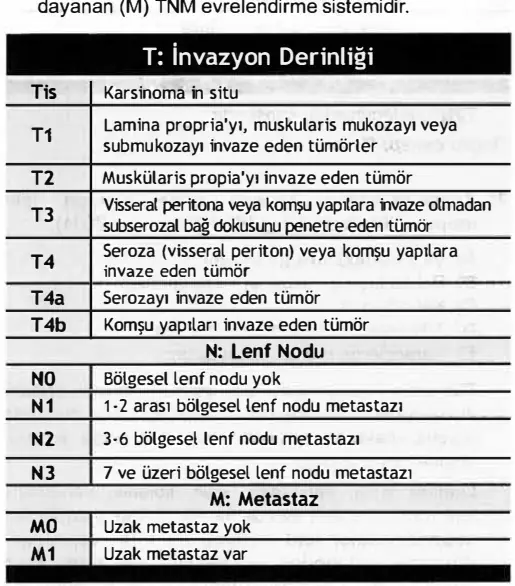 dayanan (M) TNM evrelendirme sistemidir.
T: İnvazyon Derinliği
Tis Karsinoma in situ
T1 Lamina propria'yı, muskularis mukozayı veya
submukozayı invaze eden tümörler
T2 Muskülaris propia'yı invaze eden tümör
T3 Visseral peritona veya komşu yapılara invaze olmadan
subserozal bağ dokusunu penetre eden tümör
T4 Seroza (visseral periton) veya komşu yapılara
invaze eden tümör
T4a Serozayı invaze eden tümör
T4b Komşu yapıları invaze eden tümör
N: Lenf Nodu
N0 Bölgesel lenf nodu yok
N1 1-2 arası bölgesel lenf nodu metastazı
N2 3-6 bölgesel lenf nodu metastazı
N3 7 ve üzeri bölgesel lenf nodu metastazı
M: Metastaz
M0 Uzak metastaz yok
M1 Uzak metastaz var